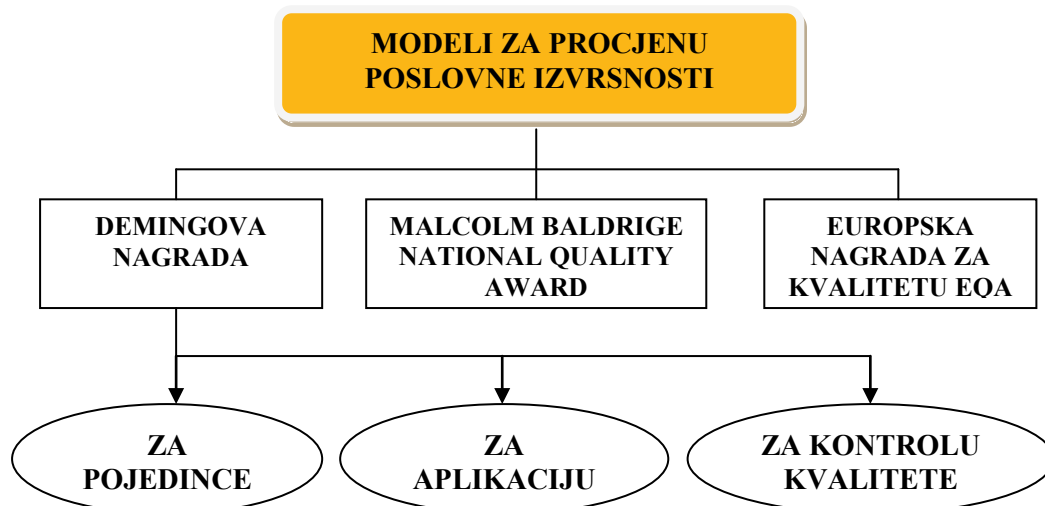 MODELI ZA PROCJENU
POSLOVNE IZVRSNOSTI
DEMINGOVA
NAGRADA
MALCOLM BALDRIGE
NATIONAL QUALITY
AWARD
EUROPSKA
NAGRADA ZA
KVALITETU EQA
ZA
POJEDINCE
ZA
APLIKACIJU
ZA KONTROLU
KVALITETE